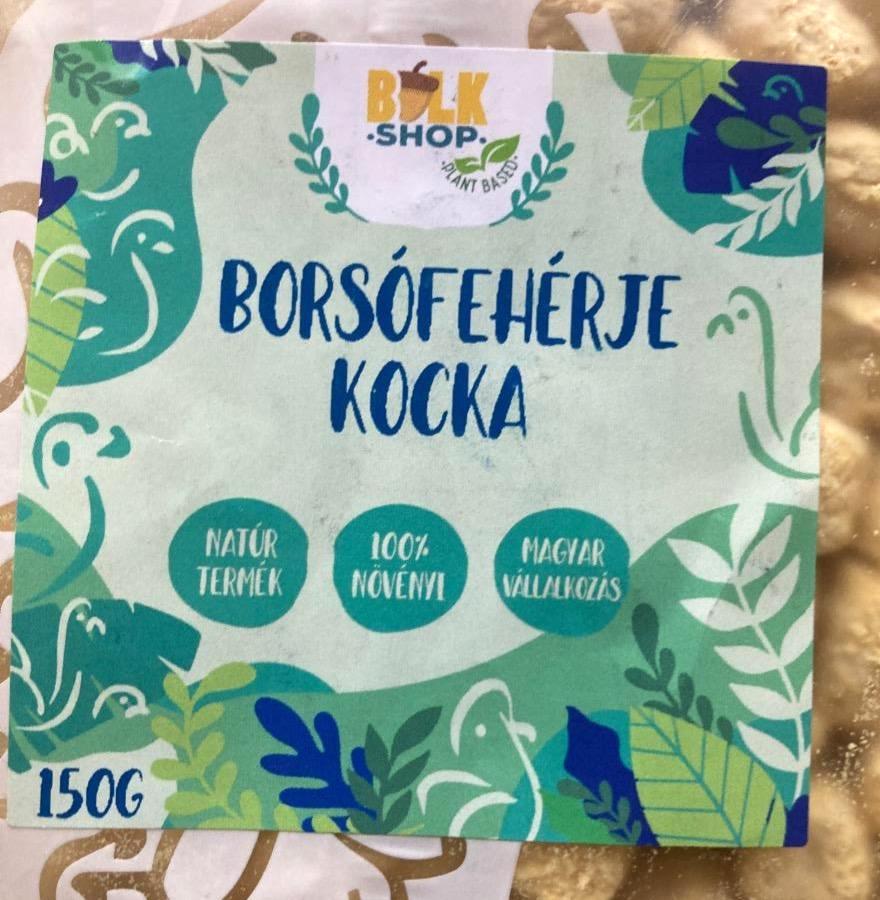 BULK
·SHOP·
·PLANT BASED·
BORSÓFEHÉRJE
KOCKA
NATÚR
TERMÉK
100%
NÖVÉNYI
MAGYAR
VÁLLALKOZÁS
150G